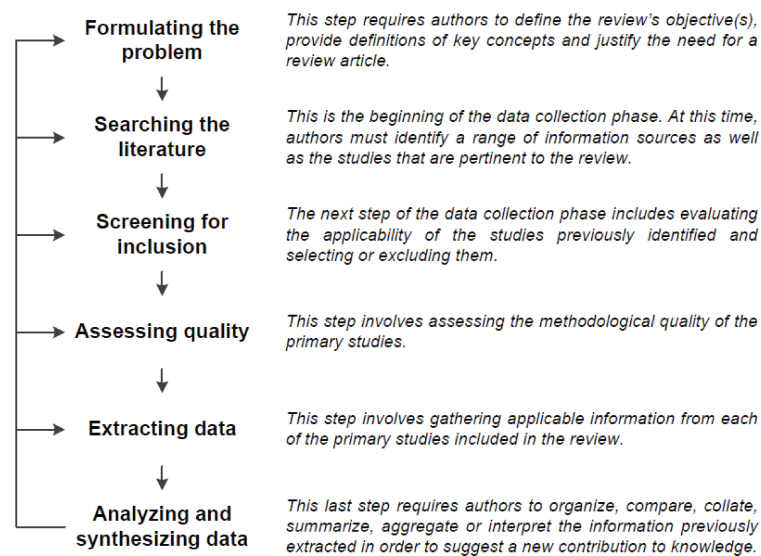 Formulating the
problem
This step requires authors to define the review's objective(s),
provide definitions of key concepts and justify the need for a
review article.
Searching the
literature
This is the beginning of the data collection phase. At this time,
authors must identify a range of information sources as well
as the studies that are pertinent to the review.
Screening for
inclusion
The next step of the data collection phase includes evaluating
the applicability of the studies previously identified and
selecting or excluding them.
Assessing quality
This step involves assessing the methodological quality of the
primary studies.
Extracting data
This step involves gathering applicable information from each
of the primary studies included in the review.
Analyzing and
synthesizing data
This last step requires authors to organize, compare, collate,
summarize, aggregate or interpret the information previously
extracted in order to suggest a new contribution to knowledge.